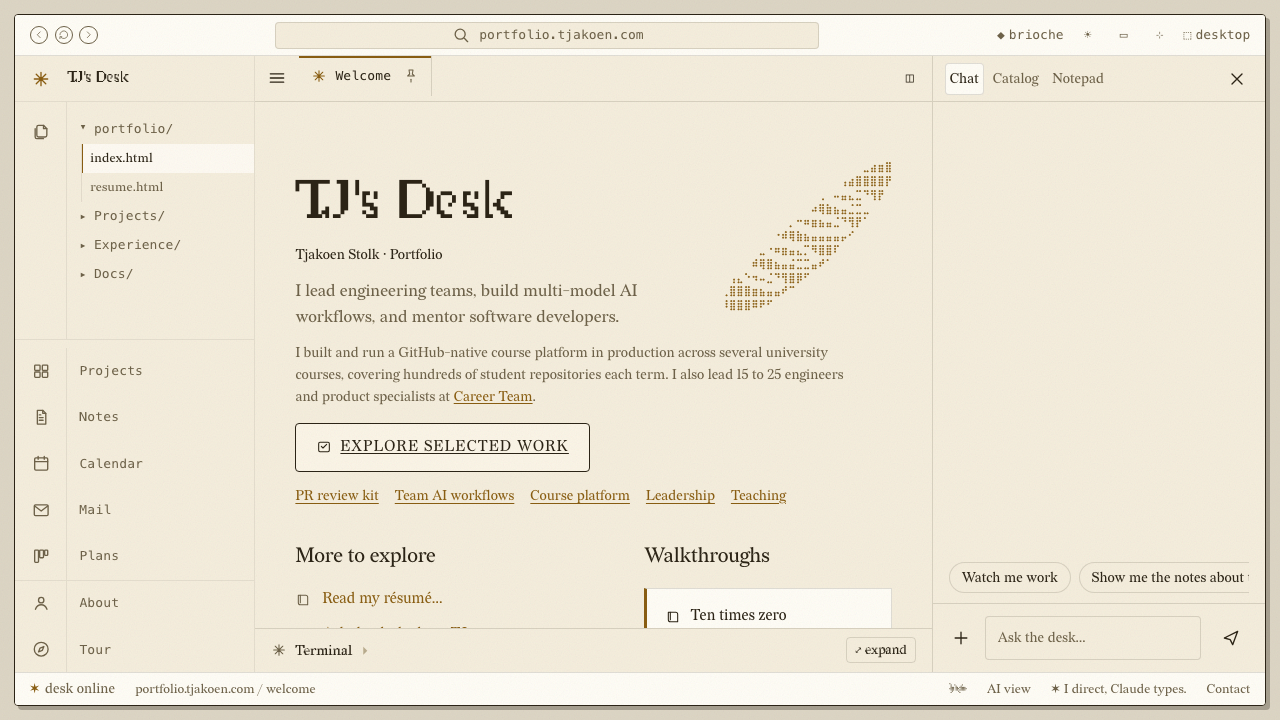 portfolio.tjakoen.com
brioche
desktop
TJ's Desk
portfolio/
index.html
resume.html
Projects/
Experience/
Docs/
Projects
Notes
Calendar
Mail
Plans
About
Tour
Welcome
TJ's Desk
Tjakoen Stolk · Portfolio
I lead engineering teams, build multi-model AI
workflows, and mentor software developers.
I built and run a GitHub-native course platform in production across several university
courses, covering hundreds of student repositories each term. I also lead 15 to 25 engineers
and product specialists at Career Team.
EXPLORE SELECTED WORK
PR review kit Team AI workflows Course platform Leadership Teaching
More to explore
Read my résumé...
Walkthroughs
Ten times zero
Terminal
expand
Chat Catalog Notepad
Watch me work
Show me the notes about
Ask the desk...
desk online
portfolio.tjakoen.com / welcome
AI view
I direct, Claude types.
Contact